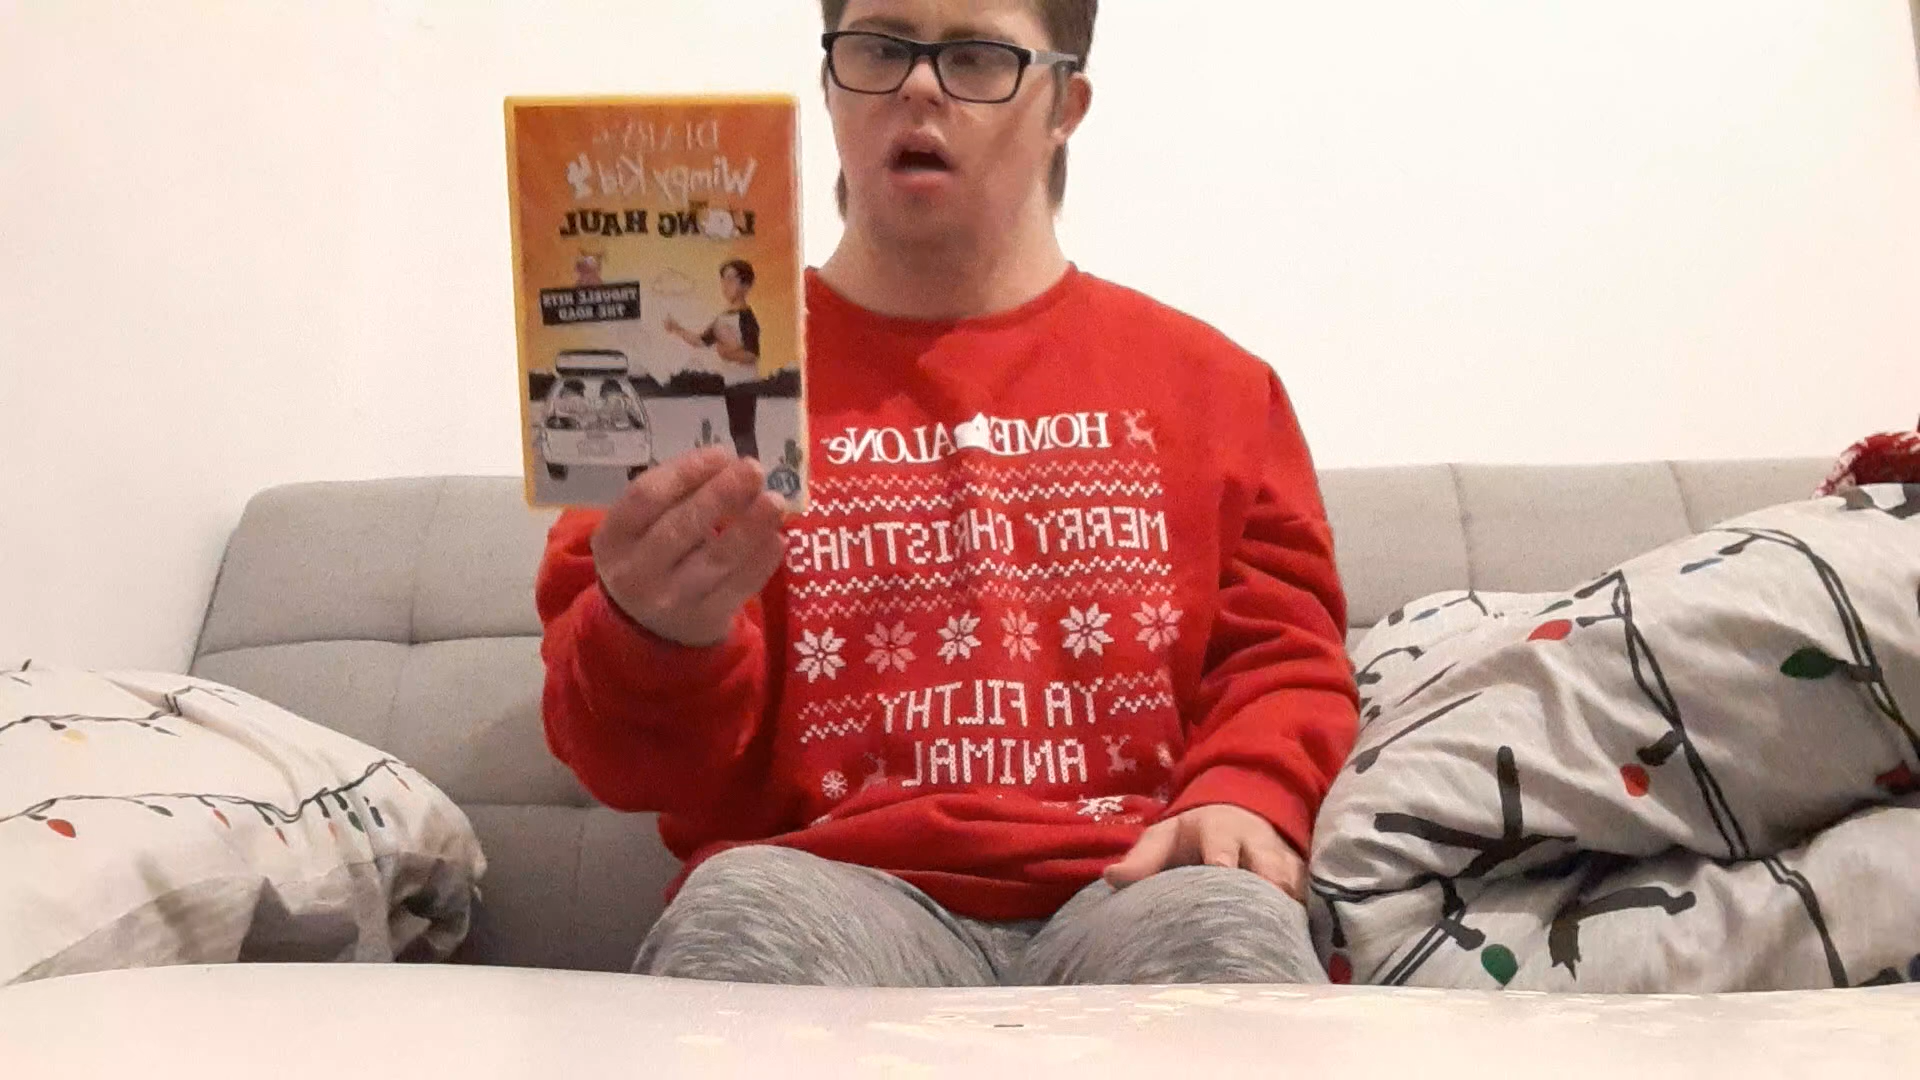 DIARY of a
Wimpy Kid
THE
LONG HAUL
TROUBLE HITS
THE ROAD
HOME ALONe
MERRY CHRISTMAS
YA FILTHY
ANIMAL